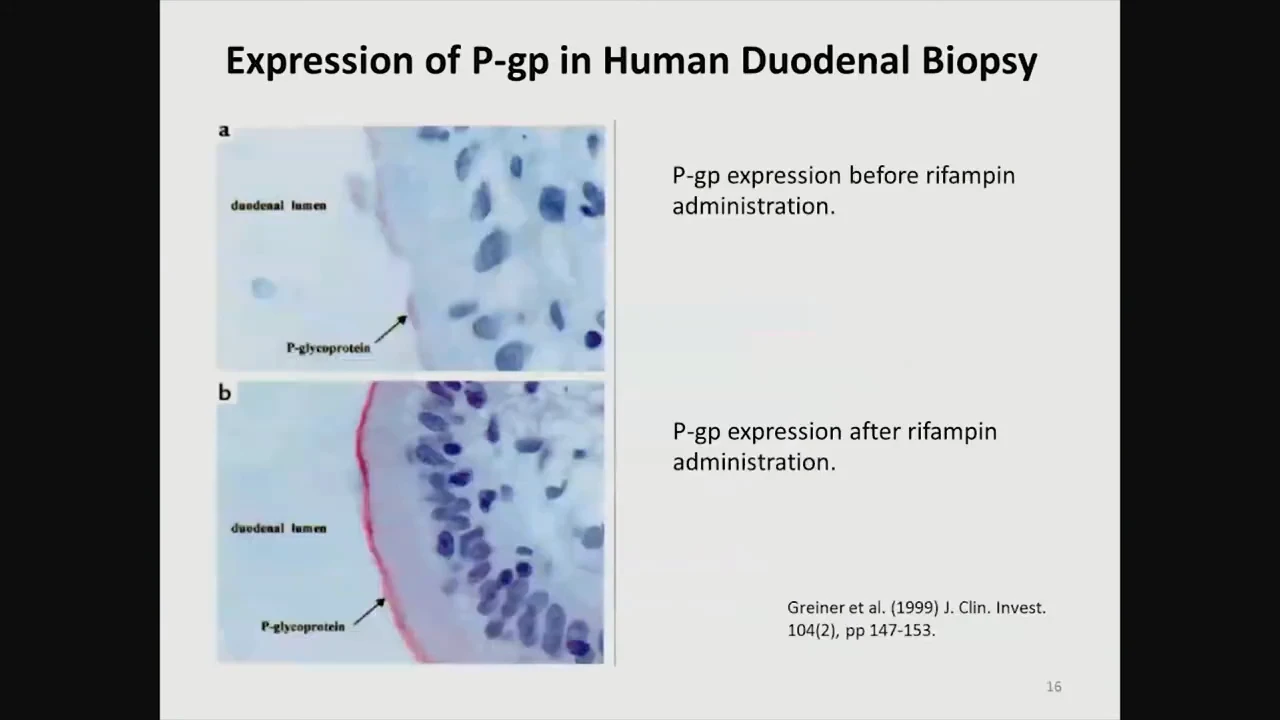 Expression of P-gp in Human Duodenal Biopsy
a
duodenal lumen
P-glycoprotein
P-gp expression before rifampin
administration.
b
duodenal lumen
P-glycoprotein
P-gp expression after rifampin
administration.
Greiner et al. (1999) J. Clin. Invest.
104(2), pp 147-153.
16